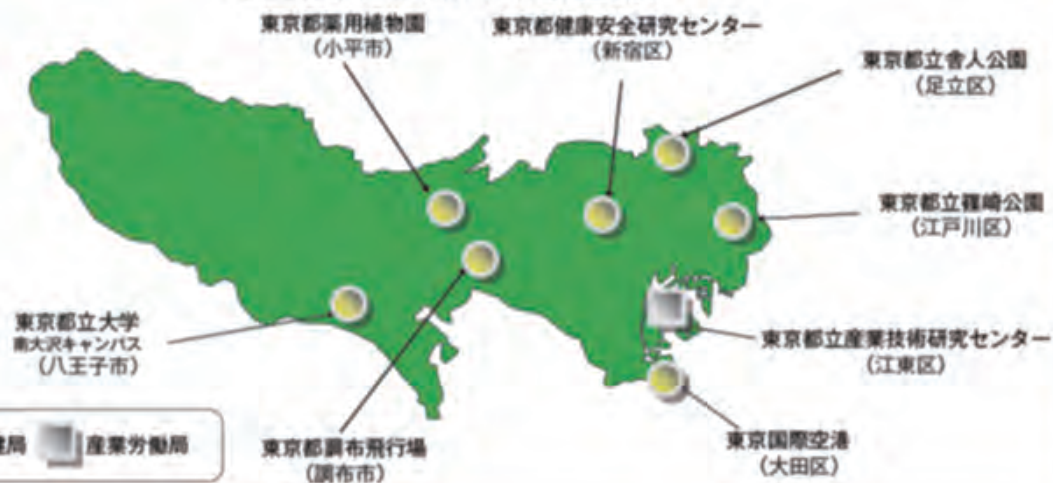 東京都薬用植物園
(小平市)
東京都健康安全研究センター
(新宿区)
東京都立舎人公園
(足立区)
東京都立篠崎公園
(江戸川区)
東京都立産業技術研究センター
(江東区)
東京国際空港
(大田区)
東京都調布飛行場
(調布市)
東京都立大学
南大沢キャンパス
(八王子市)
局 産業労働局